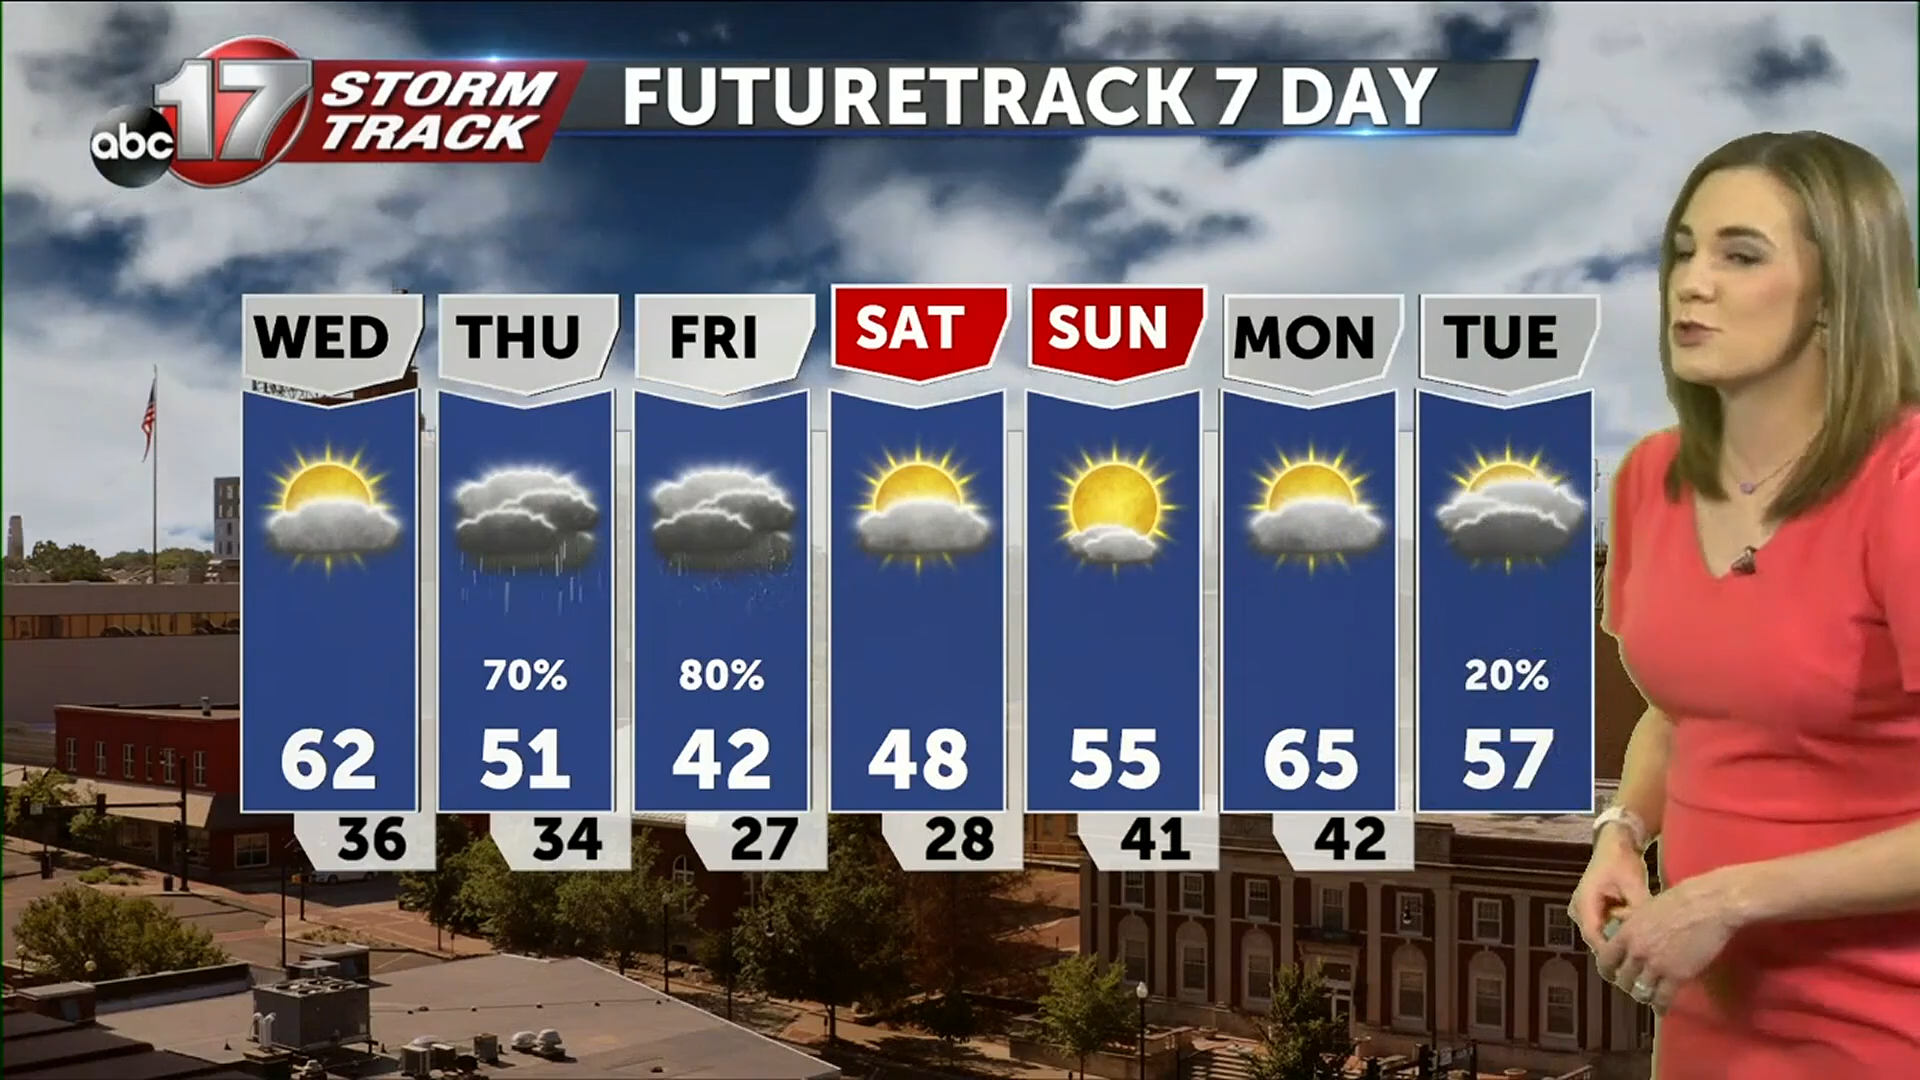 abc 17 STORM TRACK
FUTURETRACK 7 DAY
WED THU FRI SAT SUN MON TUE
70% 80% 20%
62 51 42 48 55 65 57
36 34 27 28 41 42